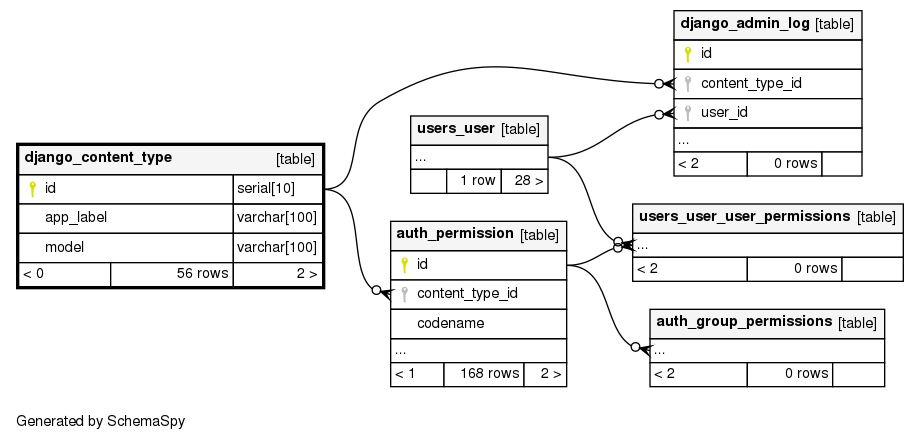 django_admin_log [table]
id
content_type_id
user_id
...
< 2 0 rows
users_user [table]
...
1 row 28 >
django_content_type [table]
id serial[10]
app_label varchar[100]
model varchar[100]
< 0 56 rows 2 >
users_user_user_permissions [table]
...
< 2 0 rows
auth_permission [table]
id
content_type_id
codename
...
< 1 168 rows 2 >
auth_group_permissions [table]
...
< 2 0 rows
Generated by SchemaSpy